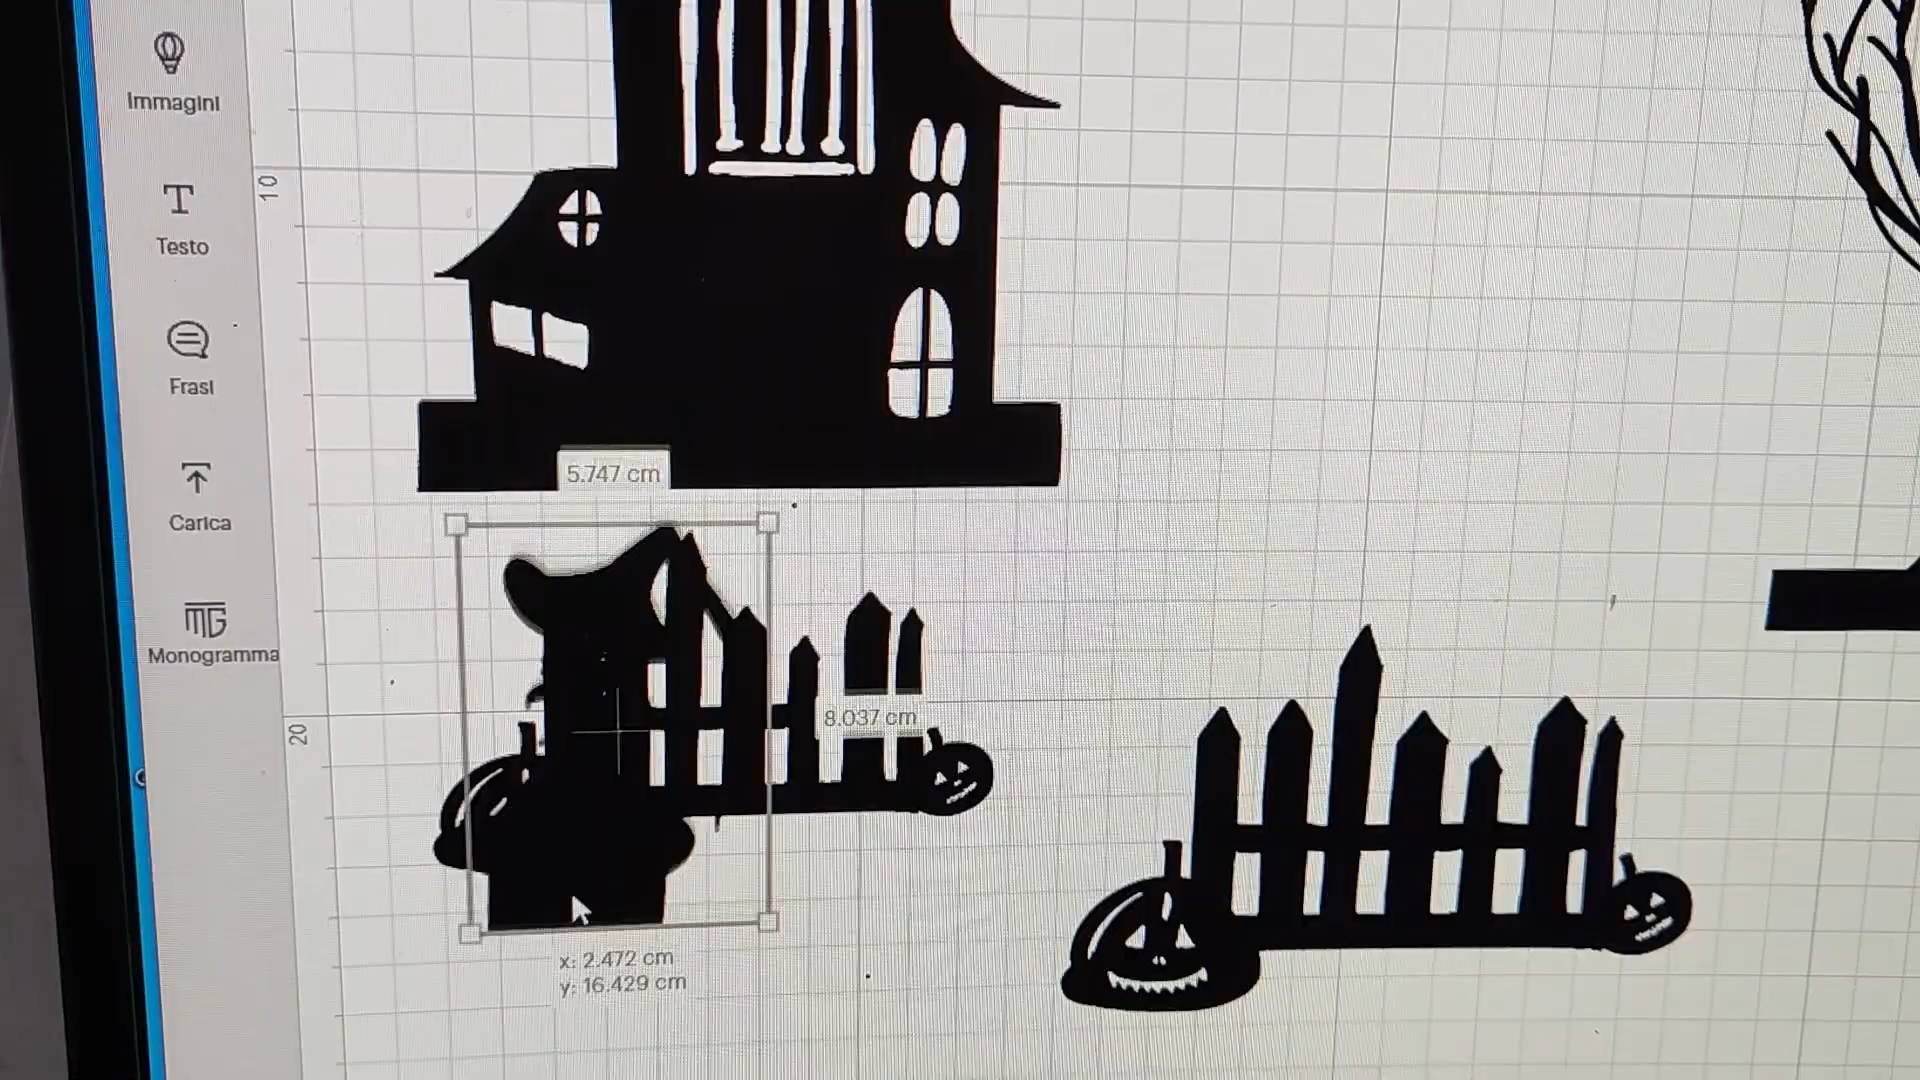 Immagini
Testo
Frasi
Carica
Monogramma
10
20
5.747 cm
8.037 cm
x: 2.472 cm
y: 16.429 cm